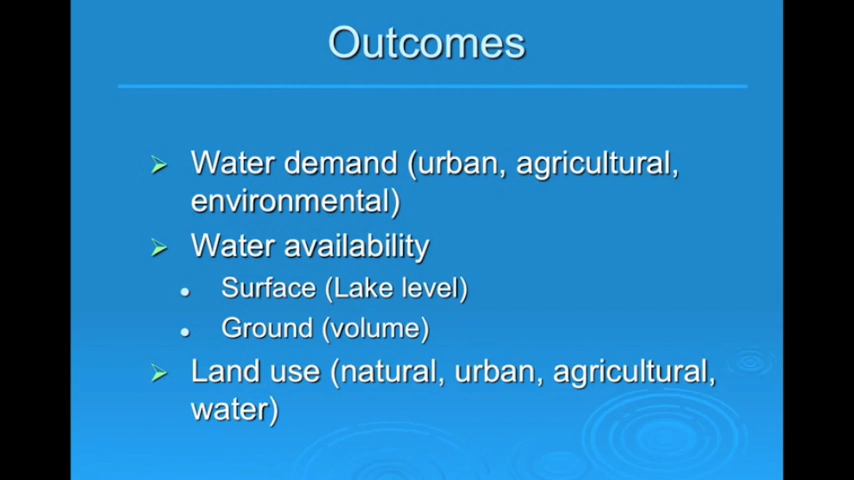 Outcomes
Water demand (urban, agricultural,
environmental)
Water availability
Surface (Lake level)
Ground (volume)
Land use (natural, urban, agricultural,
water)